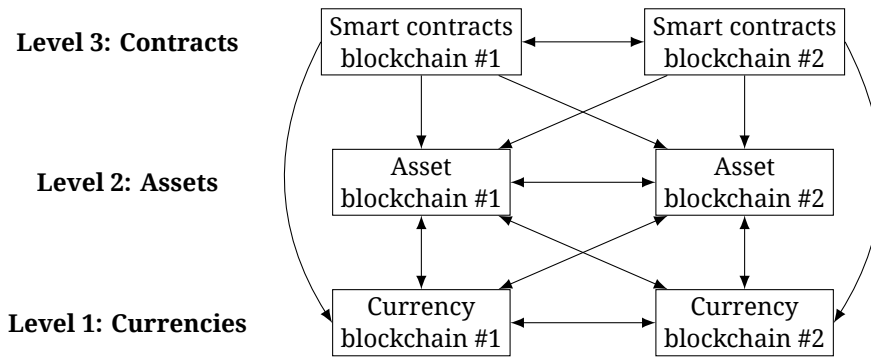 Level 3: Contracts
Smart contracts
blockchain #1
Smart contracts
blockchain #2
Level 2: Assets
Asset
blockchain #1
Asset
blockchain #2
Level 1: Currencies
Currency
blockchain #1
Currency
blockchain #2